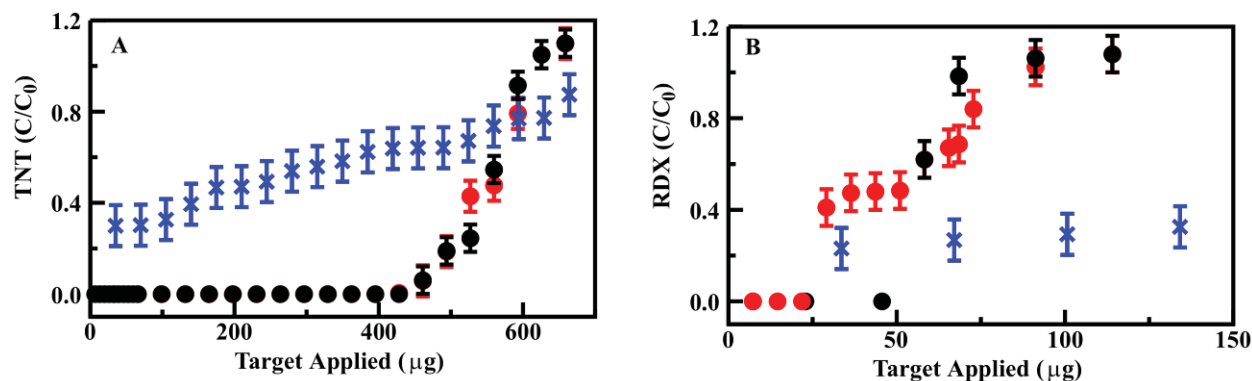 A
TNT (C/C₀)
1.2
0.8
0.4
0.0
0 200 400 600
Target Applied (μg)
B
RDX (C/C₀)
1.2
0.8
0.4
0.0
0 50 100 150
Target Applied (μg)